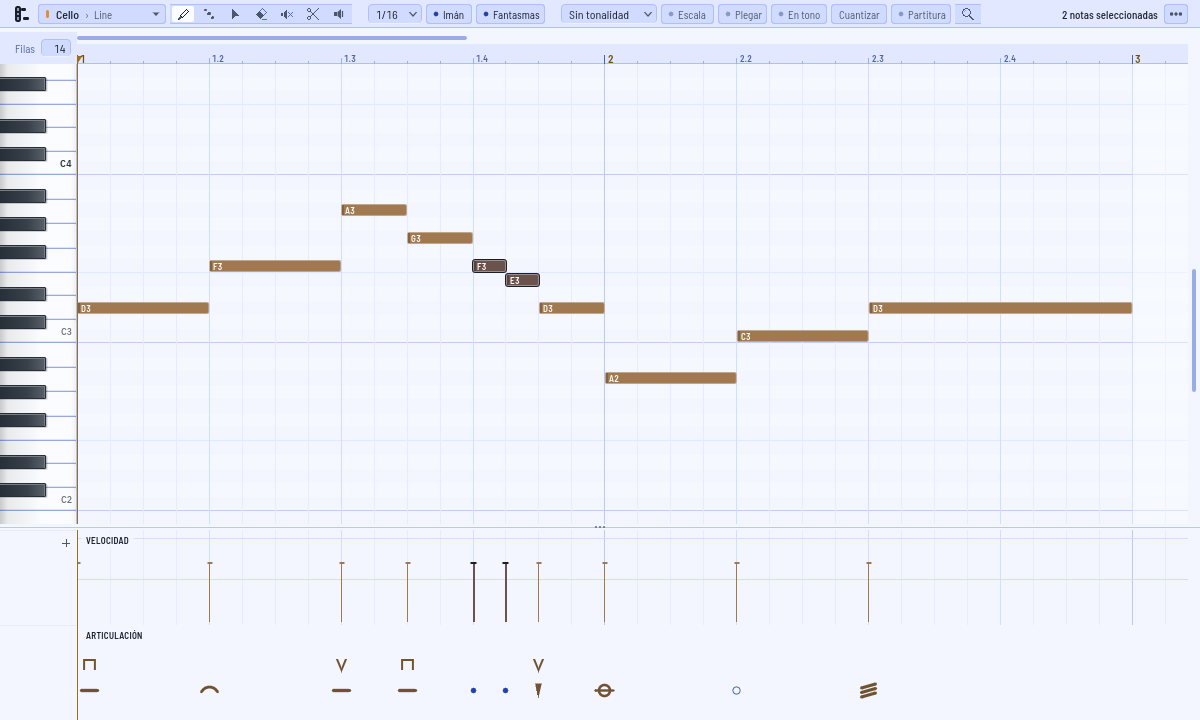 Cello › Line 1/16 Imán Fantasmas Sin tonalidad Escala Plegar En tono Cuantizar Partitura 2 notas seleccionadas
Filas 14
1 1.2 1.3 1.4 2 2.2 2.3 2.4 3
C4
A3
G3
F3 F3
E3
D3 D3 D3
C3 C3
A2
C2
VELOCIDAD
ARTICULACIÓN